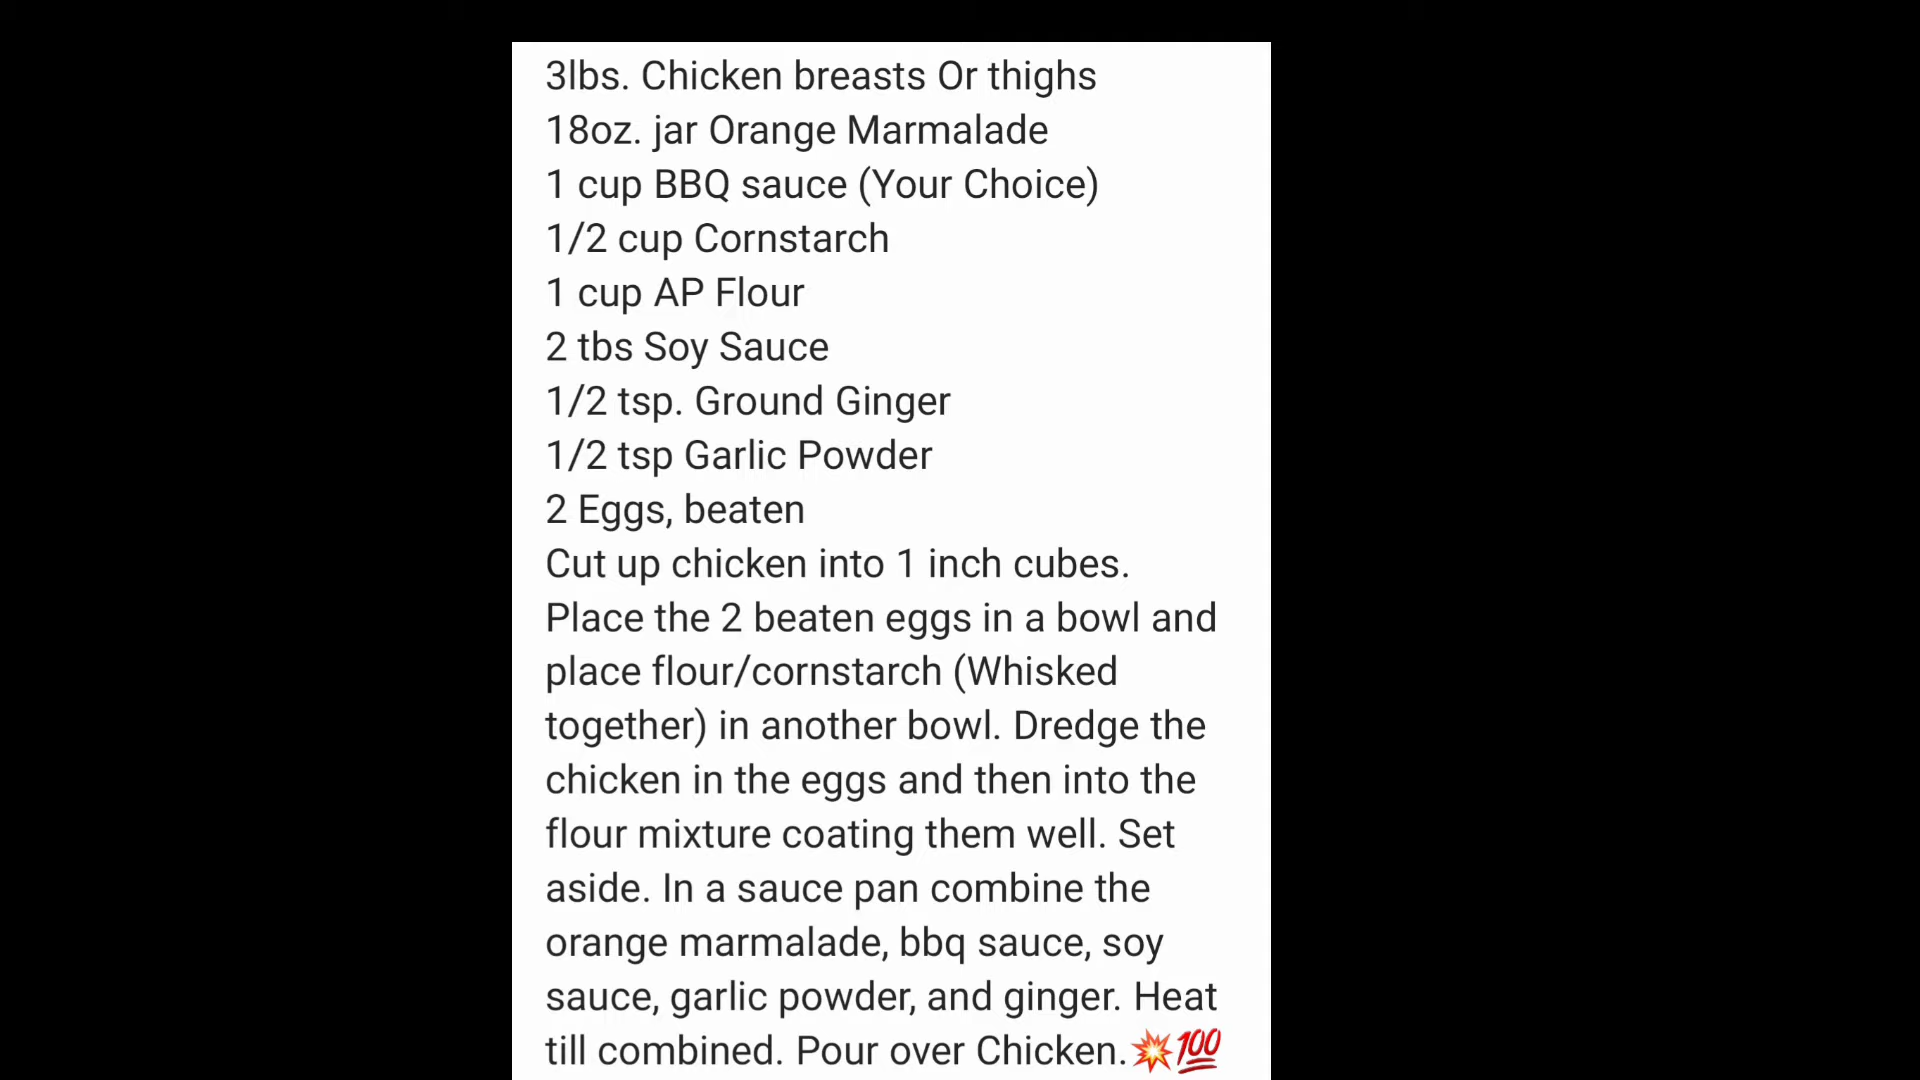 3lbs. Chicken breasts Or thighs
18oz. jar Orange Marmalade
1 cup BBQ sauce (Your Choice)
1/2 cup Cornstarch
1 cup AP Flour
2 tbs Soy Sauce
1/2 tsp. Ground Ginger
1/2 tsp Garlic Powder
2 Eggs, beaten
Cut up chicken into 1 inch cubes.
Place the 2 beaten eggs in a bowl and
place flour/cornstarch (Whisked
together) in another bowl. Dredge the
chicken in the eggs and then into the
flour mixture coating them well. Set
aside. In a sauce pan combine the
orange marmalade, bbq sauce, soy
sauce, garlic powder, and ginger. Heat
till combined. Pour over Chicken.💥💯